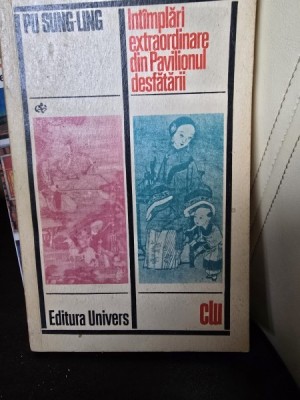 PU SUNG-LING
Intîmplări
extraordinare
din Pavilionul
desfătării
Editura Univers
clu